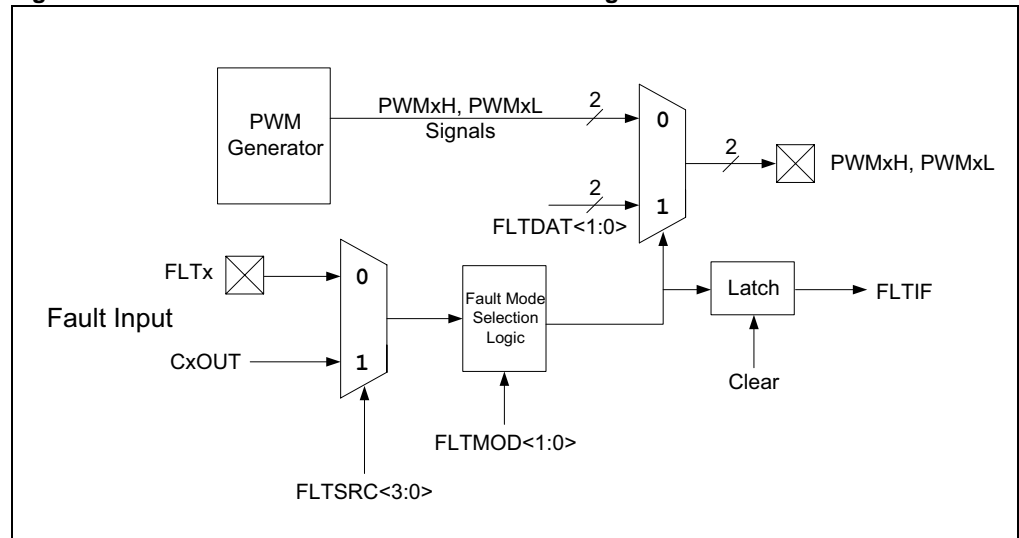 PWM
Generator
PWMxH, PWMxL
Signals
2
0
2
PWMxH, PWMxL
2
1
FLTDAT<1:0>
FLTx
0
Fault Mode
Selection
Logic
Latch
FLTIF
Fault Input
CxOUT
1
Clear
FLTMOD<1:0>
FLTSRC<3:0>